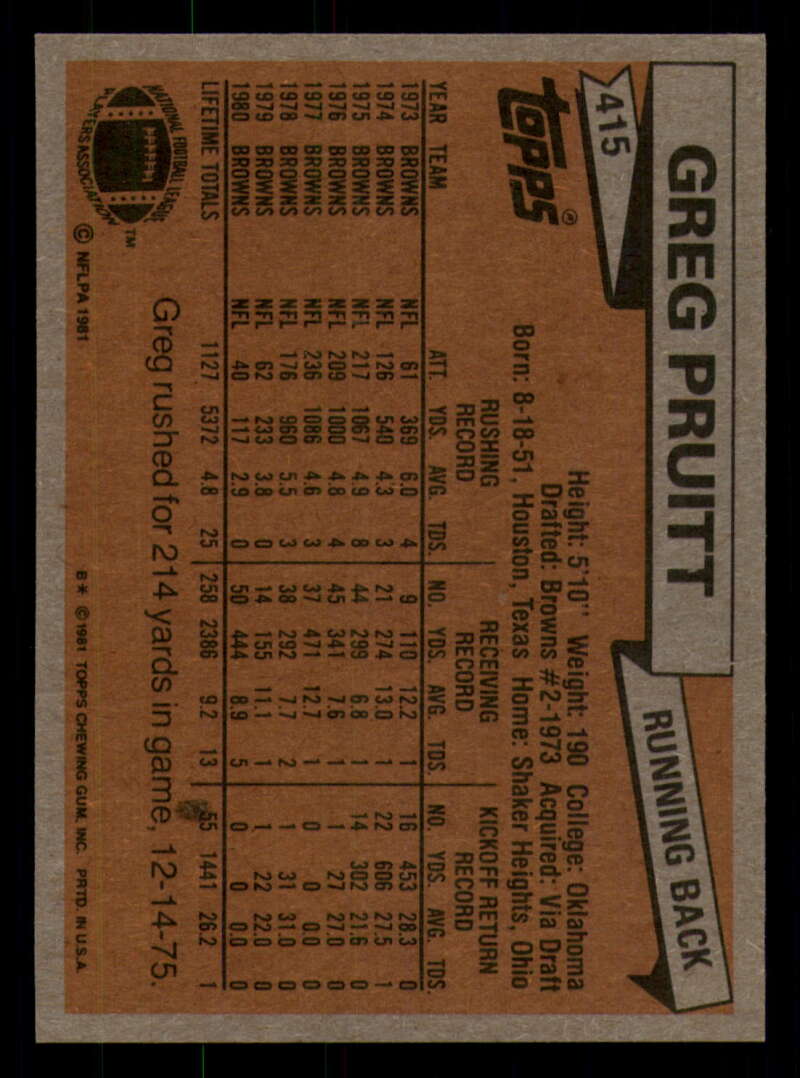 GREG PRUITT
RUNNING BACK
415
TOPPS®
Height: 5'10" Weight: 190 College: Oklahoma
Drafted: Browns #2-1973 Acquired: Via Draft
Born: 8-18-51, Houston, Texas Home: Shaker Heights, Ohio
RUSHING RECORD RECEIVING RECORD KICKOFF RETURN RECORD
YEAR TEAM ATT. YDS. AVG. TDS. NO. YDS. AVG. TDS. NO. YDS. AVG. TDS.
1973 BROWNS NFL 61 369 6.0 4 9 110 12.2 1 16 453 28.3 0
1974 BROWNS NFL 126 540 4.3 3 21 274 13.0 1 22 606 27.5 1
1975 BROWNS NFL 217 1067 4.9 8 44 299 6.8 1 14 302 21.6 0
1976 BROWNS NFL 209 1000 4.8 4 45 341 7.6 1 1 27 27.0 0
1977 BROWNS NFL 236 1086 4.6 3 37 471 12.7 1 0 0 0.0 0
1978 BROWNS NFL 176 960 5.5 3 38 292 7.7 2 1 31 31.0 0
1979 BROWNS NFL 62 233 3.8 0 14 155 11.1 1 1 22 22.0 0
1980 BROWNS NFL 40 117 2.9 0 50 444 8.9 5 0 0 0.0 0
LIFETIME TOTALS 1127 5372 4.8 25 258 2386 9.2 13 55 1441 26.2 1
Greg rushed for 214 yards in game, 12-14-75.
NATIONAL FOOTBALL LEAGUE
PLAYERS ASSOCIATION
TM
© NFLPA 1981
B* ©1981 TOPPS CHEWING GUM, INC. PRTD. IN U.S.A.